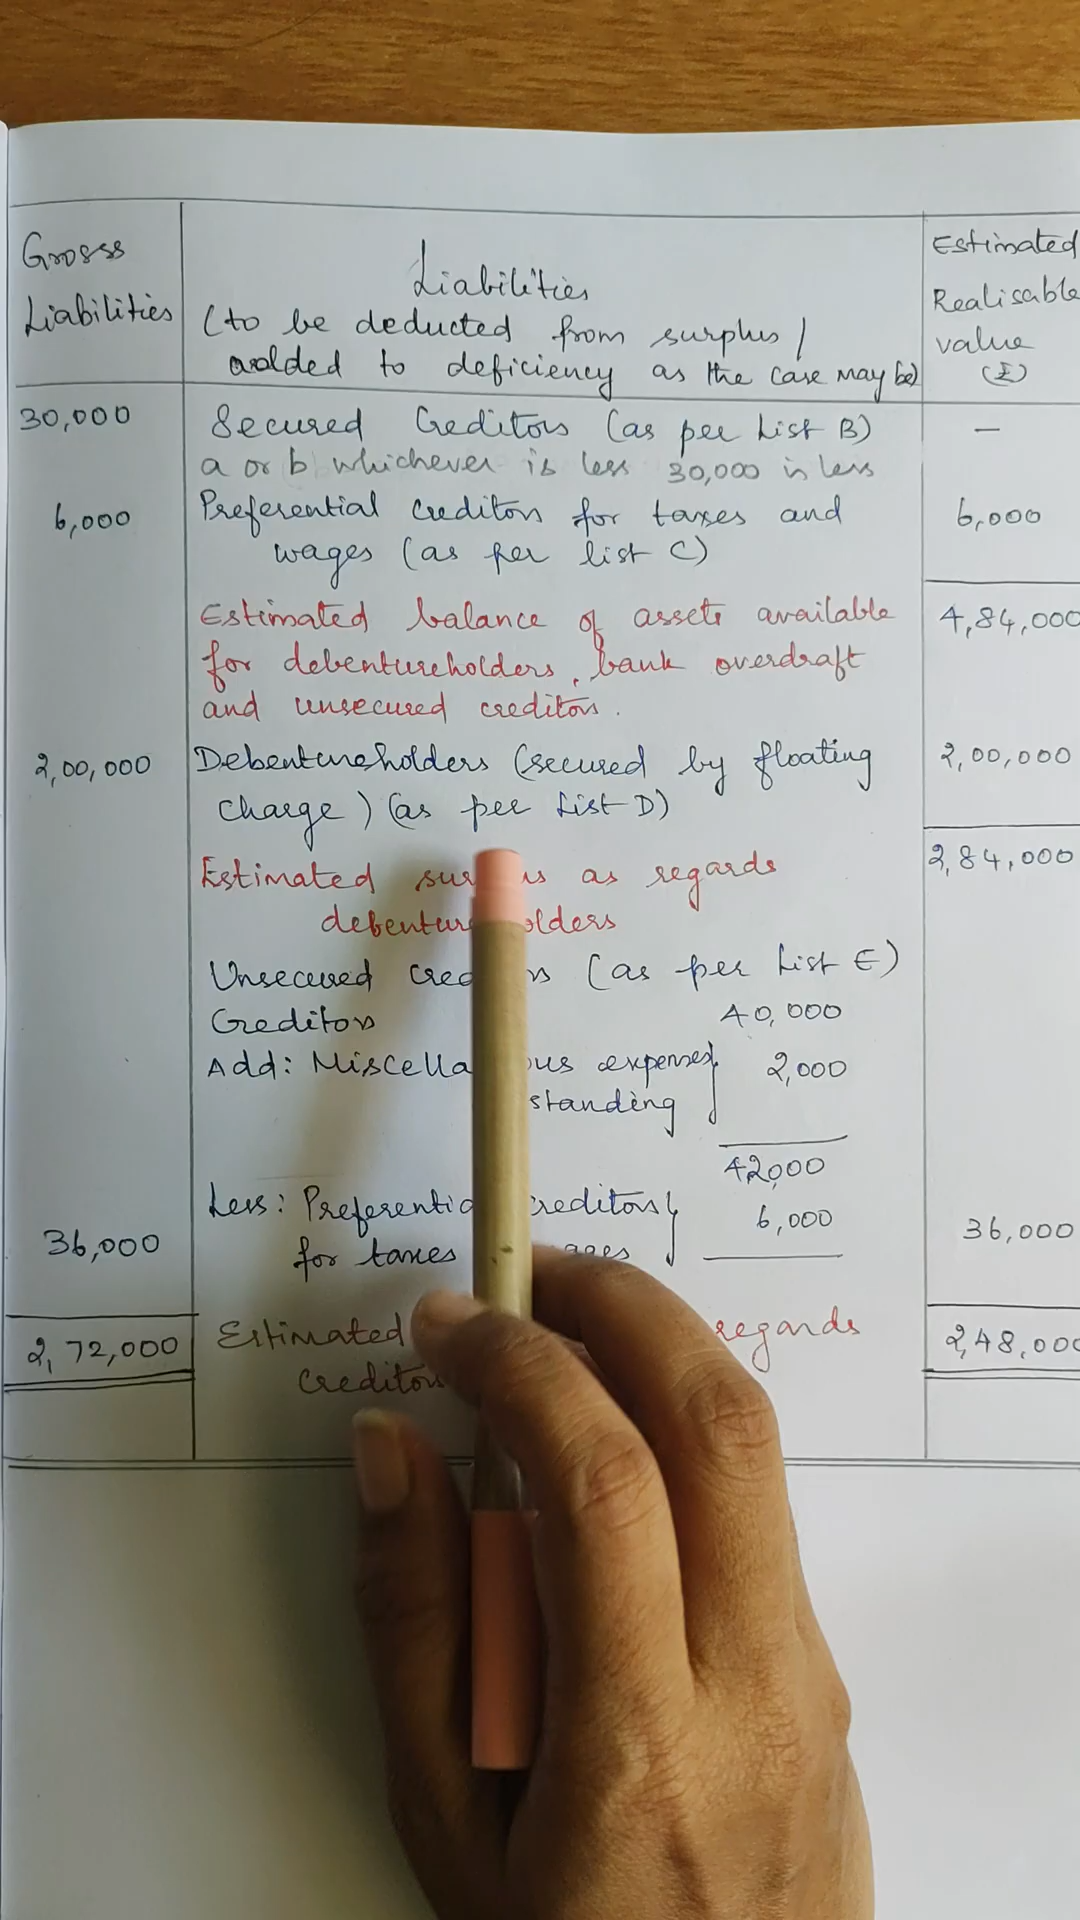 Grosss
Liabilities
Liabilities
(to be deducted from surplus /
added to deficiency as the case may be)
Estimated
Realisable
value
(₹)
30,000 Secured Creditors (as per List B) —
a or b whichever is less 30,000 is less
6,000 Preferential creditors for taxes and 6,000
wages (as per list C)
Estimated balance of assets available 4,84,000
for debentureholders, bank overdraft
and unsecured creditors.
2,00,000 Debentureholders (secured by floating 2,00,000
charge) (as per List D)
Estimated as regards 2,84,000
Unsecured (as per List E)
Creditors 40,000
Add: expenses 2,000
42,000
Less: 6,000
36,000 for taxes 36,000
2,72,000 Estimated regards 2,48,000
creditors